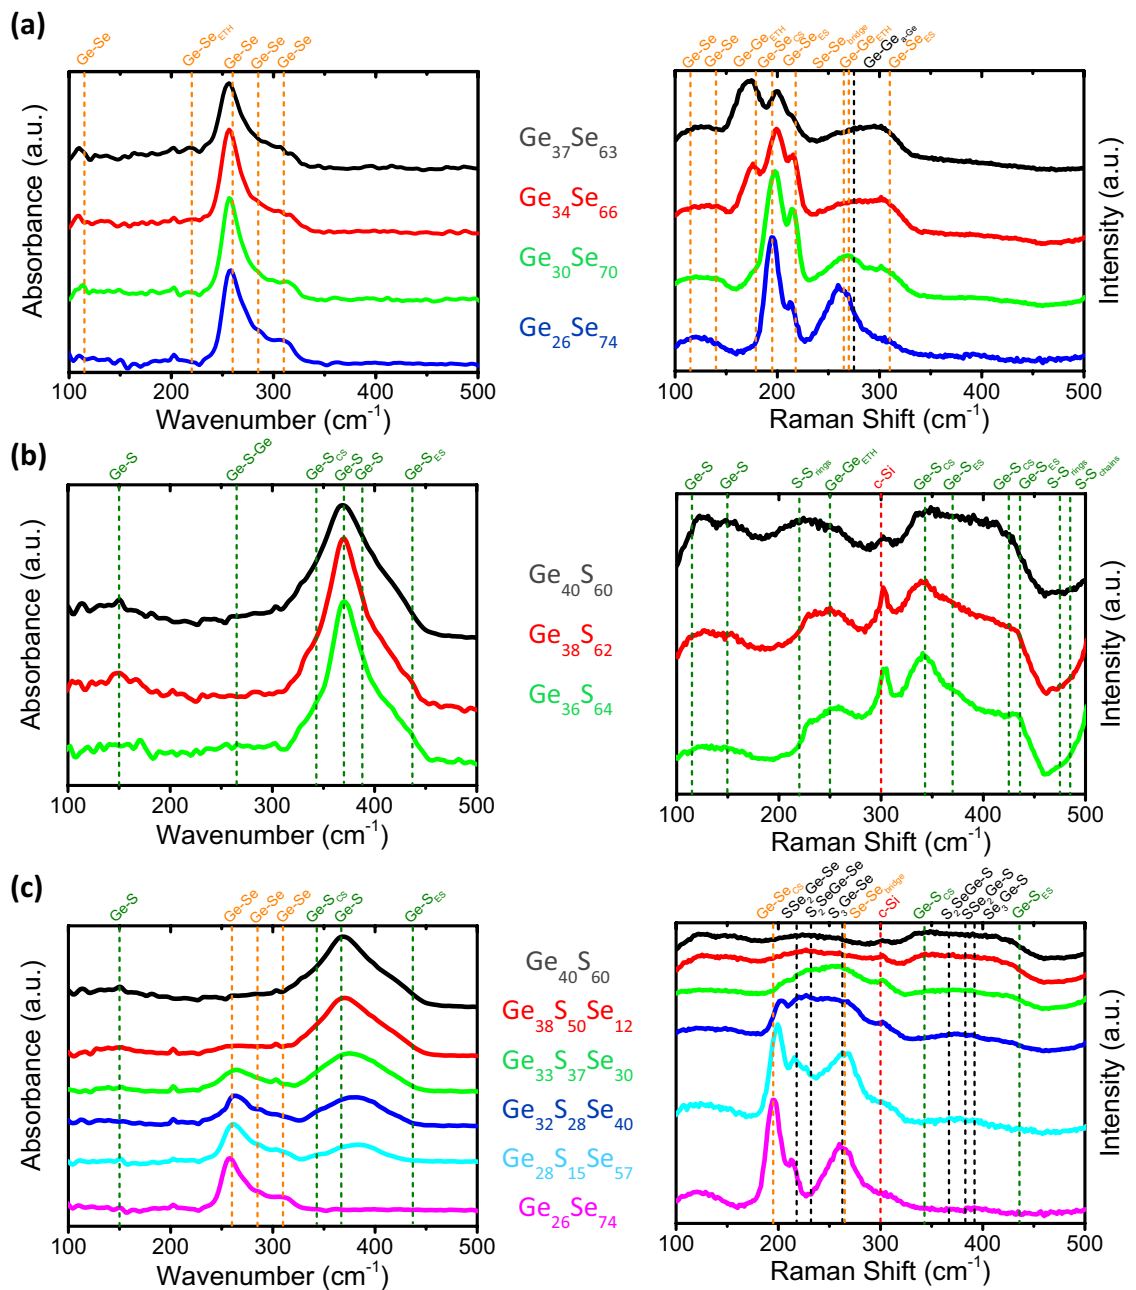 (a)
Ge-Se
Ge-Se_ETH
Ge-Se
Ge-Se
Ge-Se
Absorbance (a.u.)
100 200 300 400 500
Wavenumber (cm⁻¹)
Ge₃₇Se₆₃
Ge₃₄Se₆₆
Ge₃₀Se₇₀
Ge₂₆Se₇₄
Ge-Se
Ge-Se
Ge-Ge_ETH
Ge-Se_CS
Ge-Se_ES
Se-Se_bridge
Ge-Ge_ETH
Ge-Ge_a-Ge
Ge-Se_ES
Intensity (a.u.)
100 200 300 400 500
Raman Shift (cm⁻¹)
(b)
Ge-S
Ge-S-Ge
Ge-S_CS
Ge-S
Ge-S
Ge-S_ES
Absorbance (a.u.)
100 200 300 400 500
Wavenumber (cm⁻¹)
Ge₄₀S₆₀
Ge₃₈S₆₂
Ge₃₆S₆₄
Ge-S
Ge-S
S-S_rings
Ge-Ge_ETH
c-Si
Ge-S_CS
Ge-S_ES
Ge-S_CS
Ge-S_ES
S-S_rings
S-S_chains
Intensity (a.u.)
100 200 300 400 500
Raman Shift (cm⁻¹)
(c)
Ge-S
Ge-Se
Ge-Se
Ge-Se
Ge-S_CS
Ge-S
Ge-S_ES
Absorbance (a.u.)
100 200 300 400 500
Wavenumber (cm⁻¹)
Ge₄₀S₆₀
Ge₃₈S₅₀Se₁₂
Ge₃₃S₃₇Se₃₀
Ge₃₂S₂₈Se₄₀
Ge₂₈S₁₅Se₅₇
Ge₂₆Se₇₄
Ge-Se_CS
SSe₂Ge-Se
S₂SeGe-Se
S₃Ge-Se
Se-Se_bridge
c-Si
Ge-S_CS
S₂SeGe-S
SSe₂Ge-S
Se₃Ge-S
Ge-S_ES
Intensity (a.u.)
100 200 300 400 500
Raman Shift (cm⁻¹)